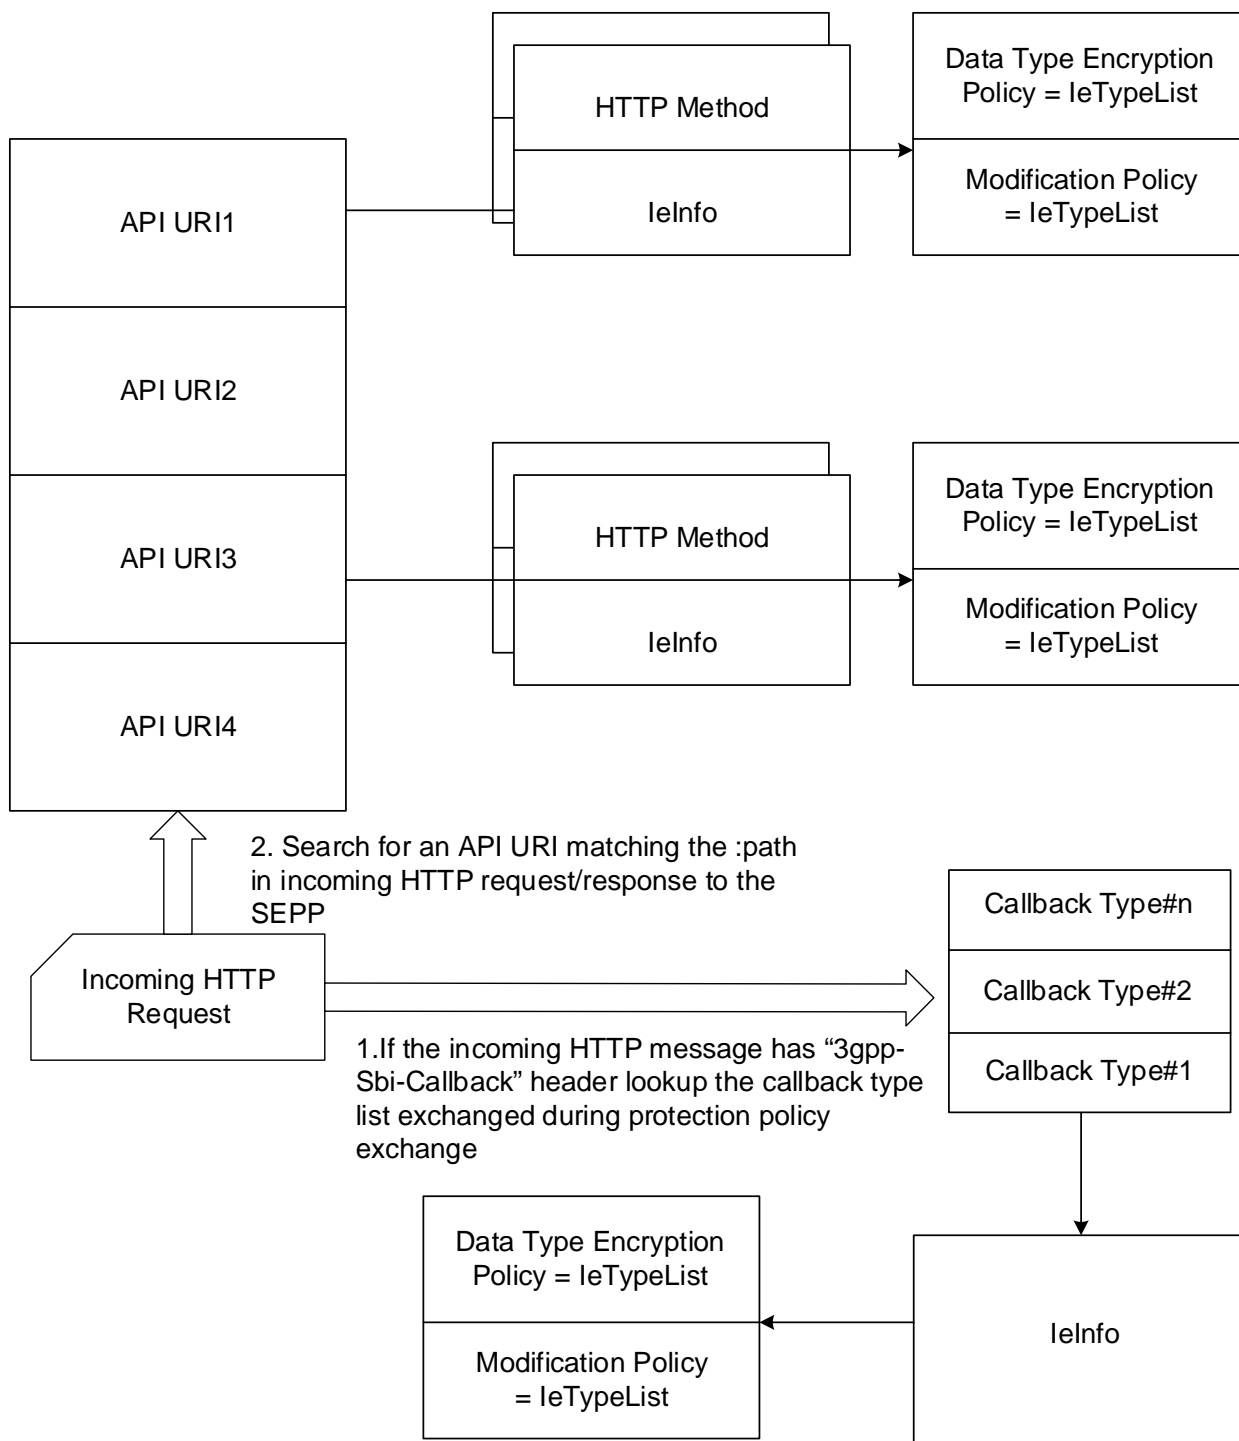 Data Type Encryption
Policy = IeTypeList
HTTP Method
Modification Policy
= IeTypeList
IeInfo
API URI1
API URI2
Data Type Encryption
Policy = IeTypeList
HTTP Method
API URI3
Modification Policy
= IeTypeList
IeInfo
API URI4
2. Search for an API URI matching the :path
in incoming HTTP request/response to the
SEPP
Callback Type#n
Incoming HTTP
Request
Callback Type#2
1.If the incoming HTTP message has “3gpp-
Sbi-Callback” header lookup the callback type
list exchanged during protection policy
exchange
Callback Type#1
Data Type Encryption
Policy = IeTypeList
IeInfo
Modification Policy
= IeTypeList